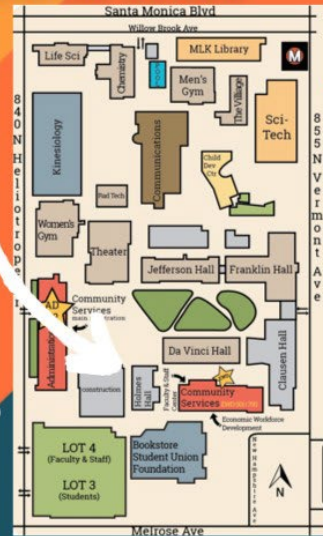 Santa Monica Blvd
Willow Brook Ave
MLK Library
M
Life Sci
Chemistry
Pool
Men's
Gym
The Village
Sci-
Tech
840 N Heliotrope
855 N Vermont Ave
Kinesiology
Communications
Child
Dev
Ctr
Rad Tech
Women's
Gym
Theater
Jefferson Hall
Franklin Hall
AD
Community
Services
Administration
Da Vinci Hall
Clausen Hall
construction
Holmes
Hall
Faculty & Staff
Center
Community
Services
Economic Workforce
Development
LOT 4
(Faculty & Staff)
LOT 3
(Students)
Bookstore
Student Union
Foundation
New Hampshire Ave
N
Melrose Ave